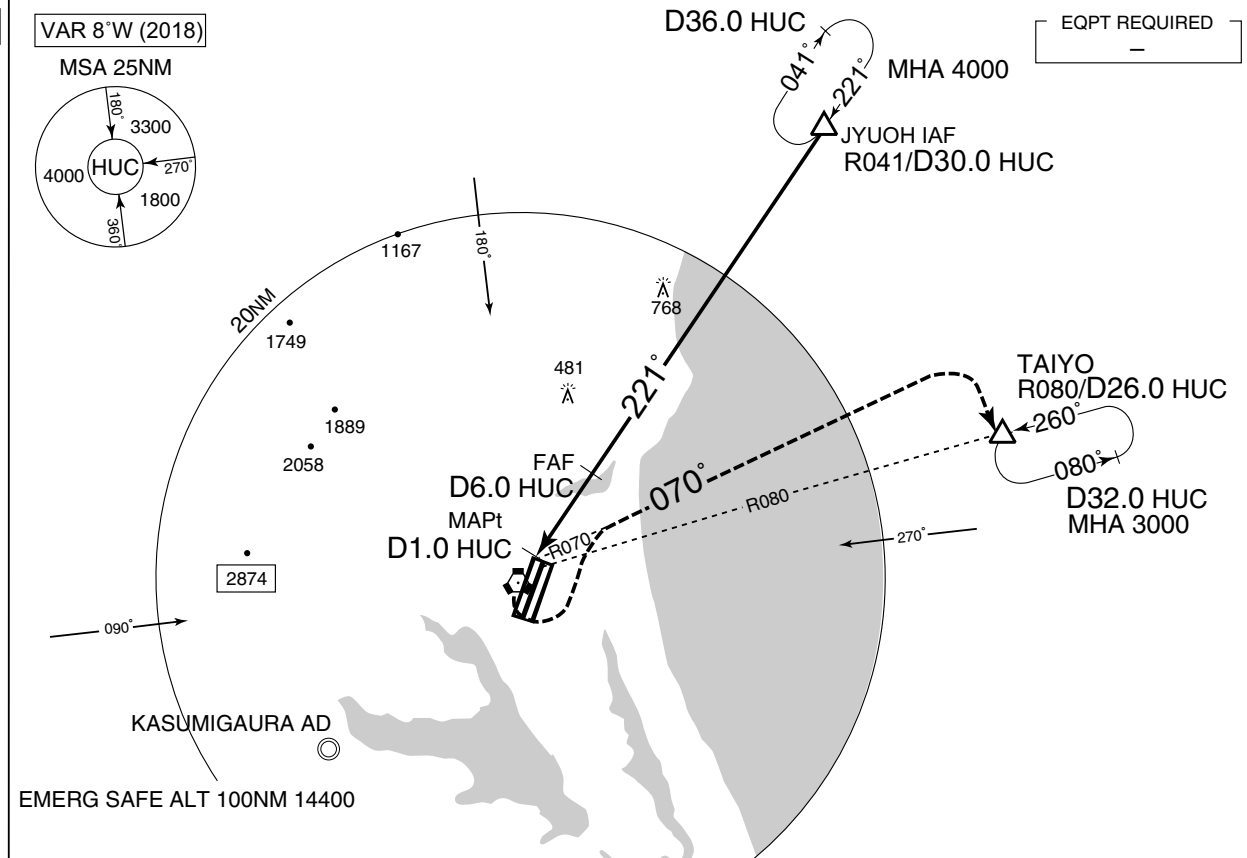 VAR 8°W (2018)
MSA 25NM
180°
3300
HUC
270°
4000
1800
360°
D36.0 HUC
041°
221°
MHA 4000
EQPT REQUIRED
–
JYUOH IAF
R041/D30.0 HUC
180°
1167
20NM
1749
768
481
221°
1889
2058
TAIYO
R080/D26.0 HUC
260°
080°
D32.0 HUC
MHA 3000
FAF
D6.0 HUC
070°
R080
MAPt
D1.0 HUC
R070
270°
2874
090°
KASUMIGAURA AD
EMERG SAFE ALT 100NM 14400